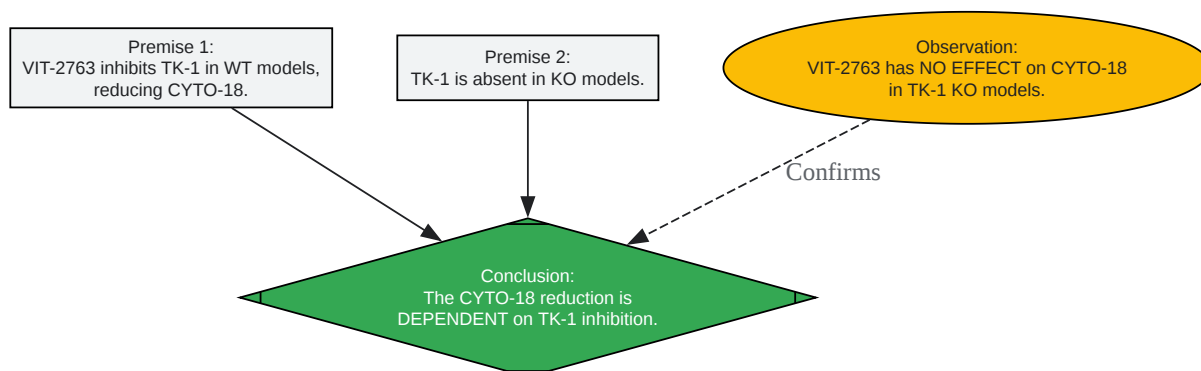 Premise 1:
VIT-2763 inhibits TK-1 in WT models,
reducing CYTO-18.
Premise 2:
TK-1 is absent in KO models.
Observation:
VIT-2763 has NO EFFECT on CYTO-18
in TK-1 KO models.
Confirms
Conclusion:
The CYTO-18 reduction is
DEPENDENT on TK-1 inhibition.